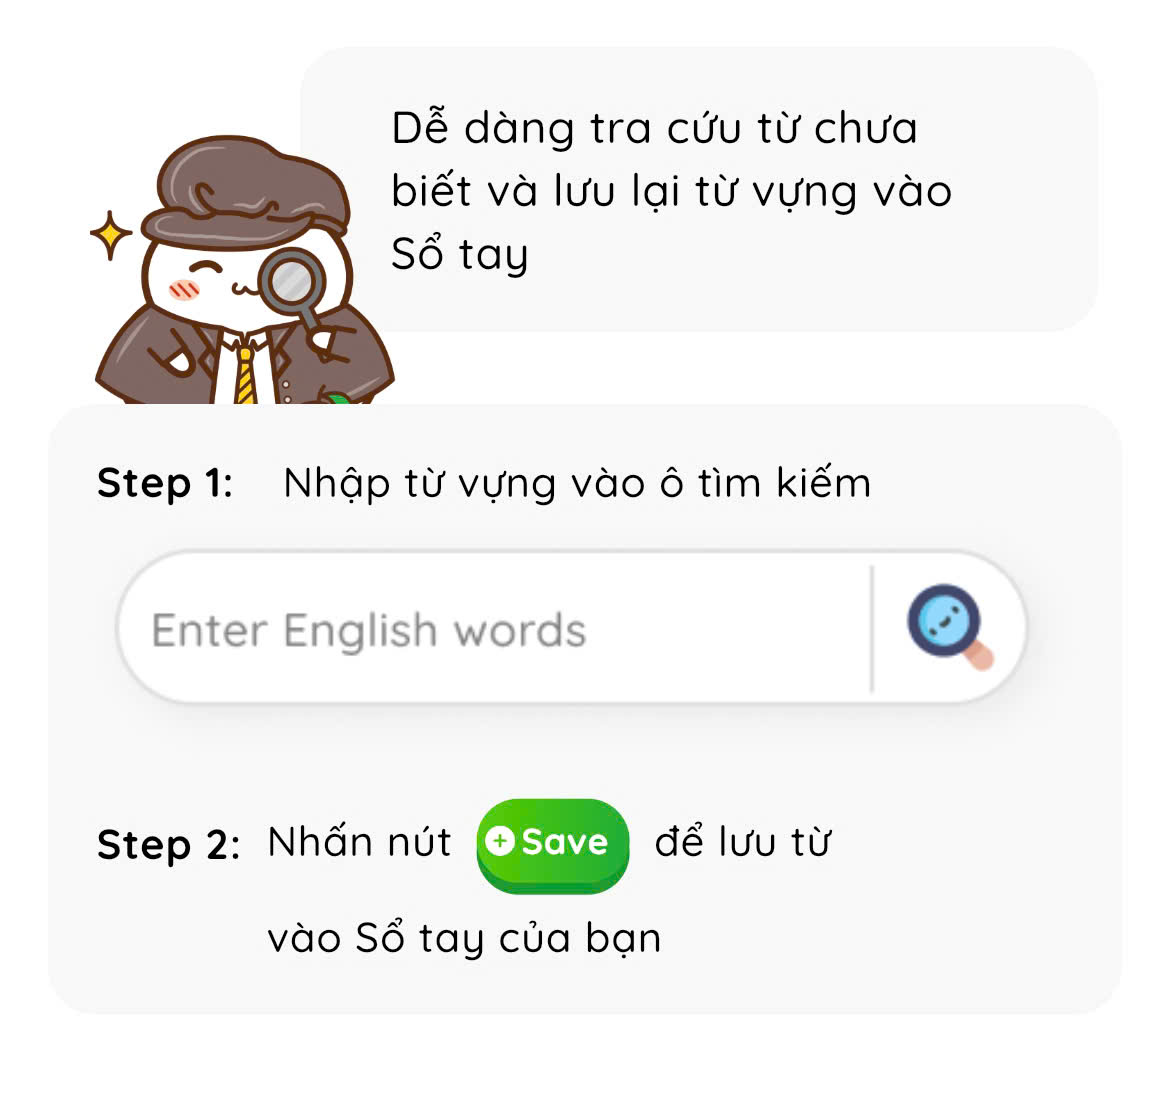 Dễ dàng tra cứu từ chưa
biết và lưu lại từ vựng vào
Sổ tay
Step 1: Nhập từ vựng vào ô tìm kiếm
Enter English words
Step 2: Nhấn nút + Save để lưu từ
vào Sổ tay của bạn